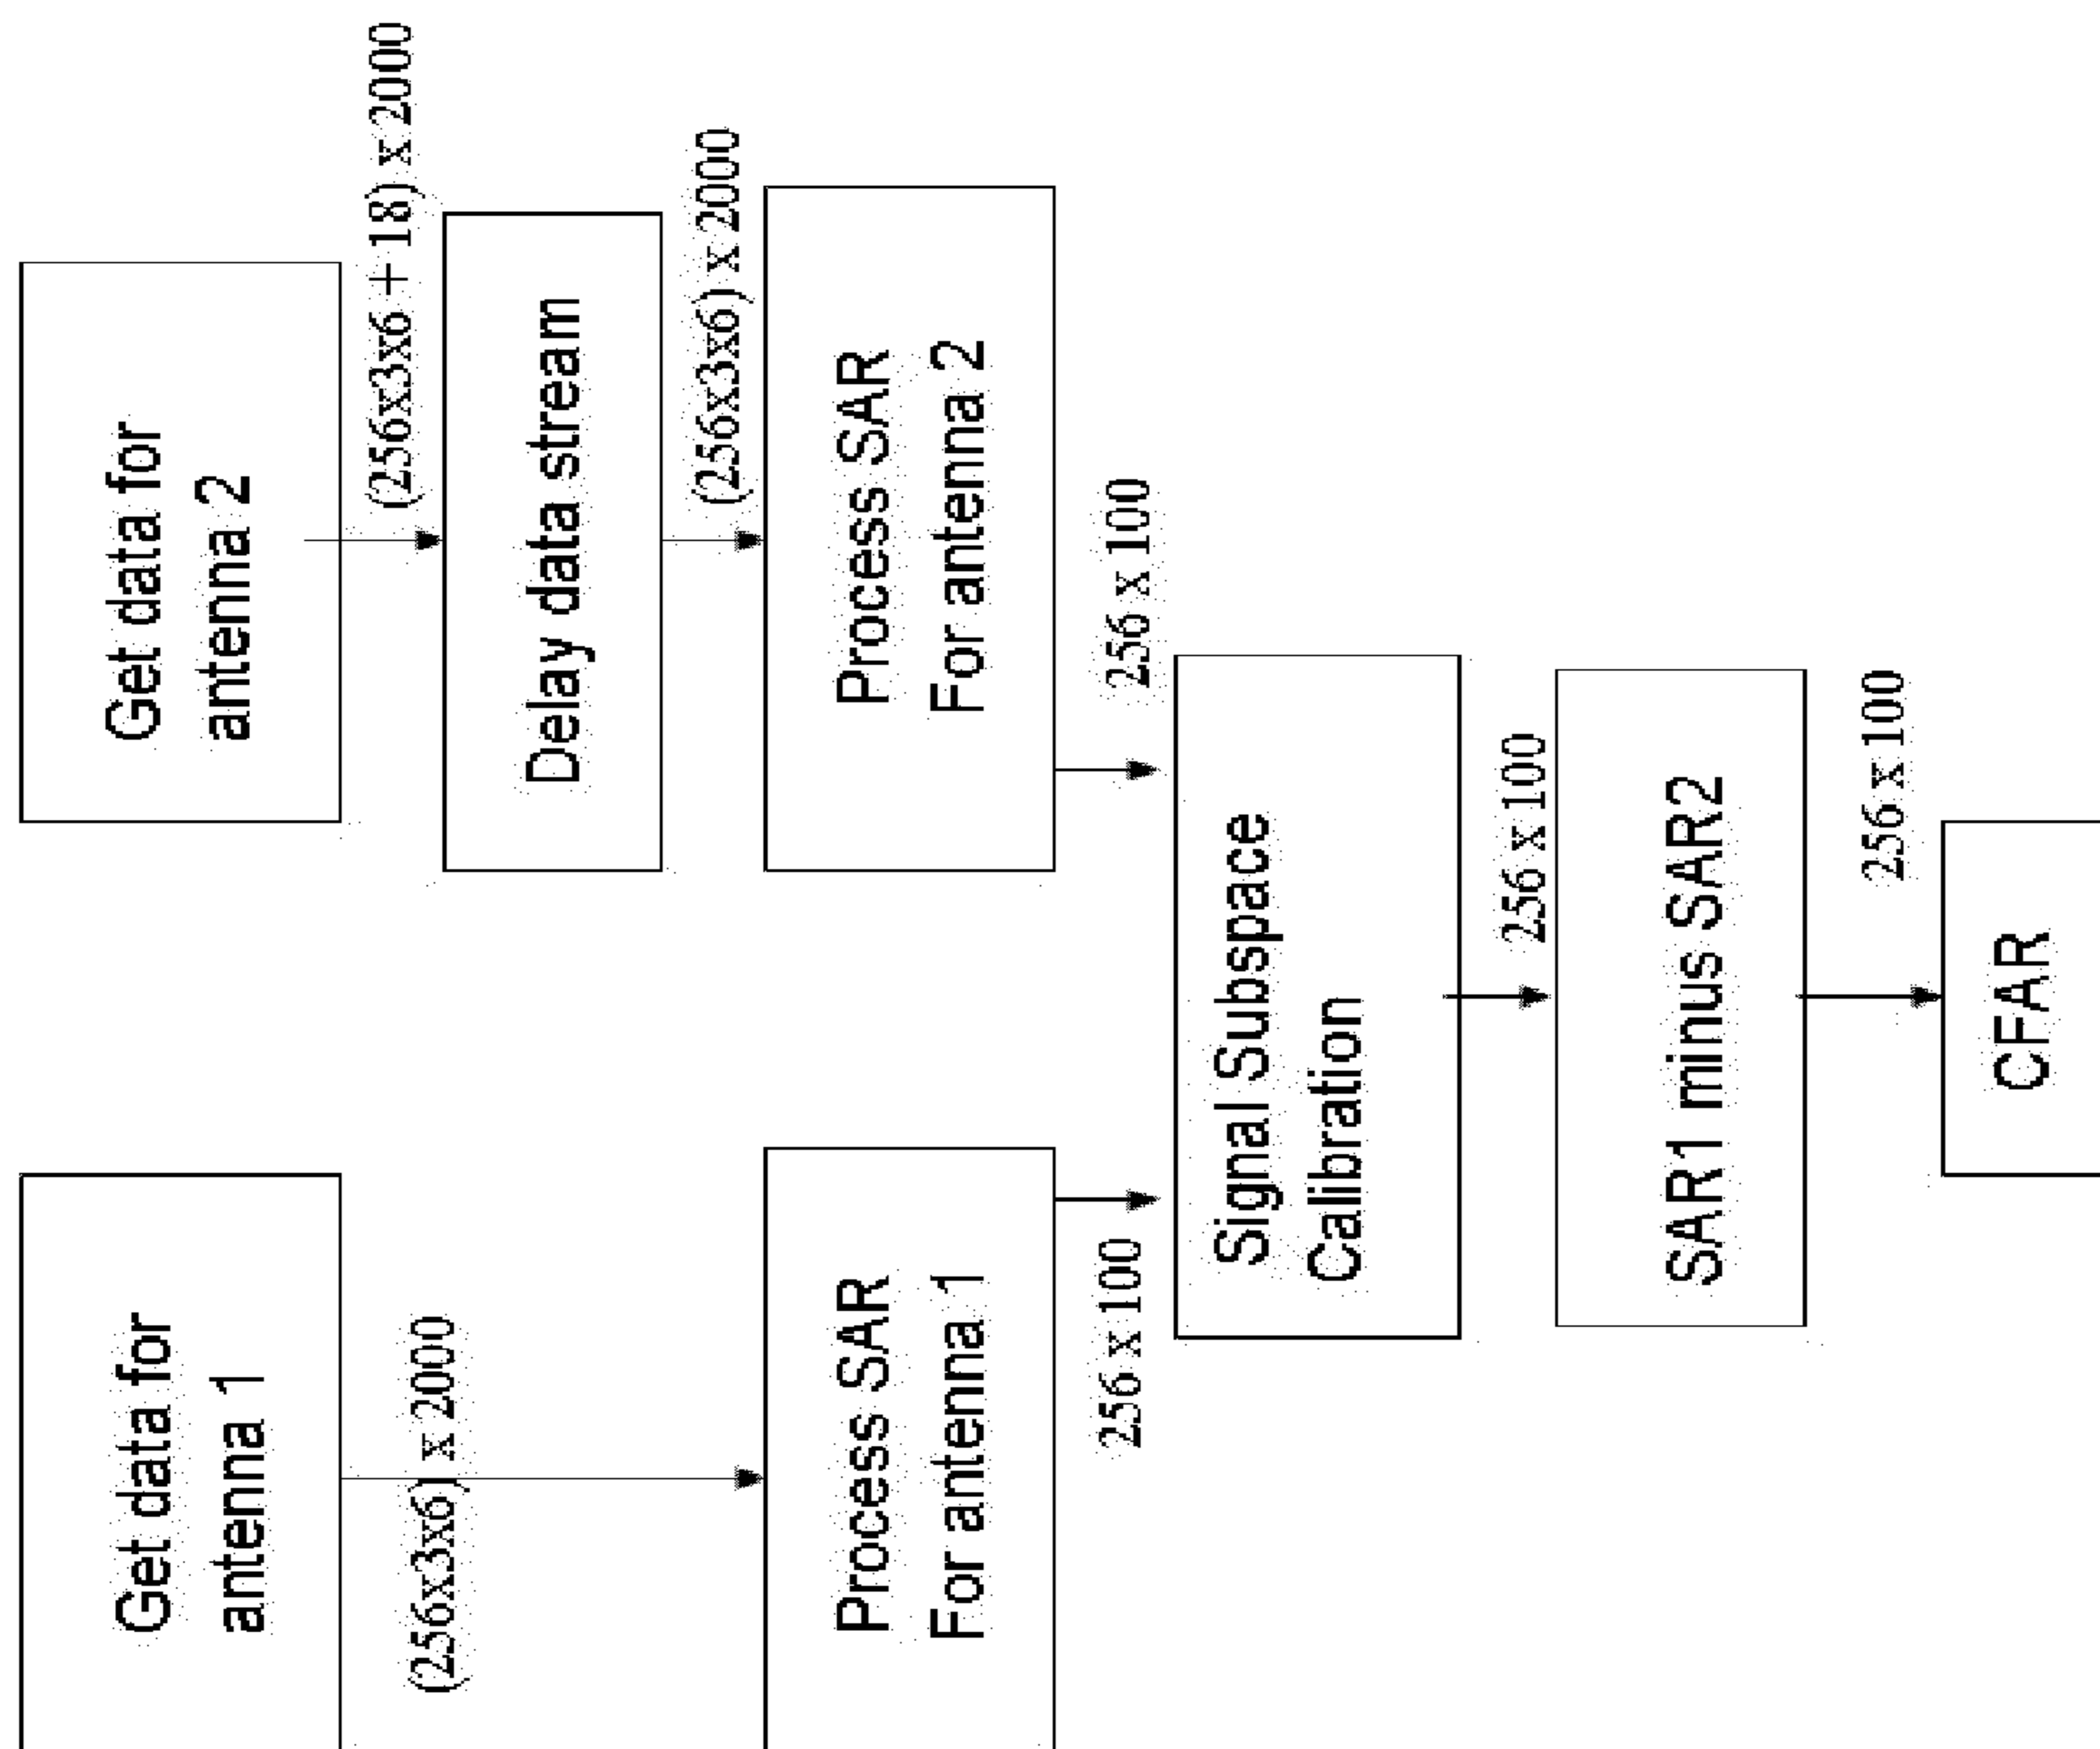 Get data for
antenna 1
(256x3x6) x 2000
Process SAR
For antenna 1
256 x 100
Get data for
antenna 2
(256x3x6 + 18) x 2000
Delay data stream
(256x3x6) x 2000
Process SAR
For antenna 2
256 x 100
Signal Subspace
Calibration
256 x 100
SAR1 minus SAR2
256 x 100
CFAR